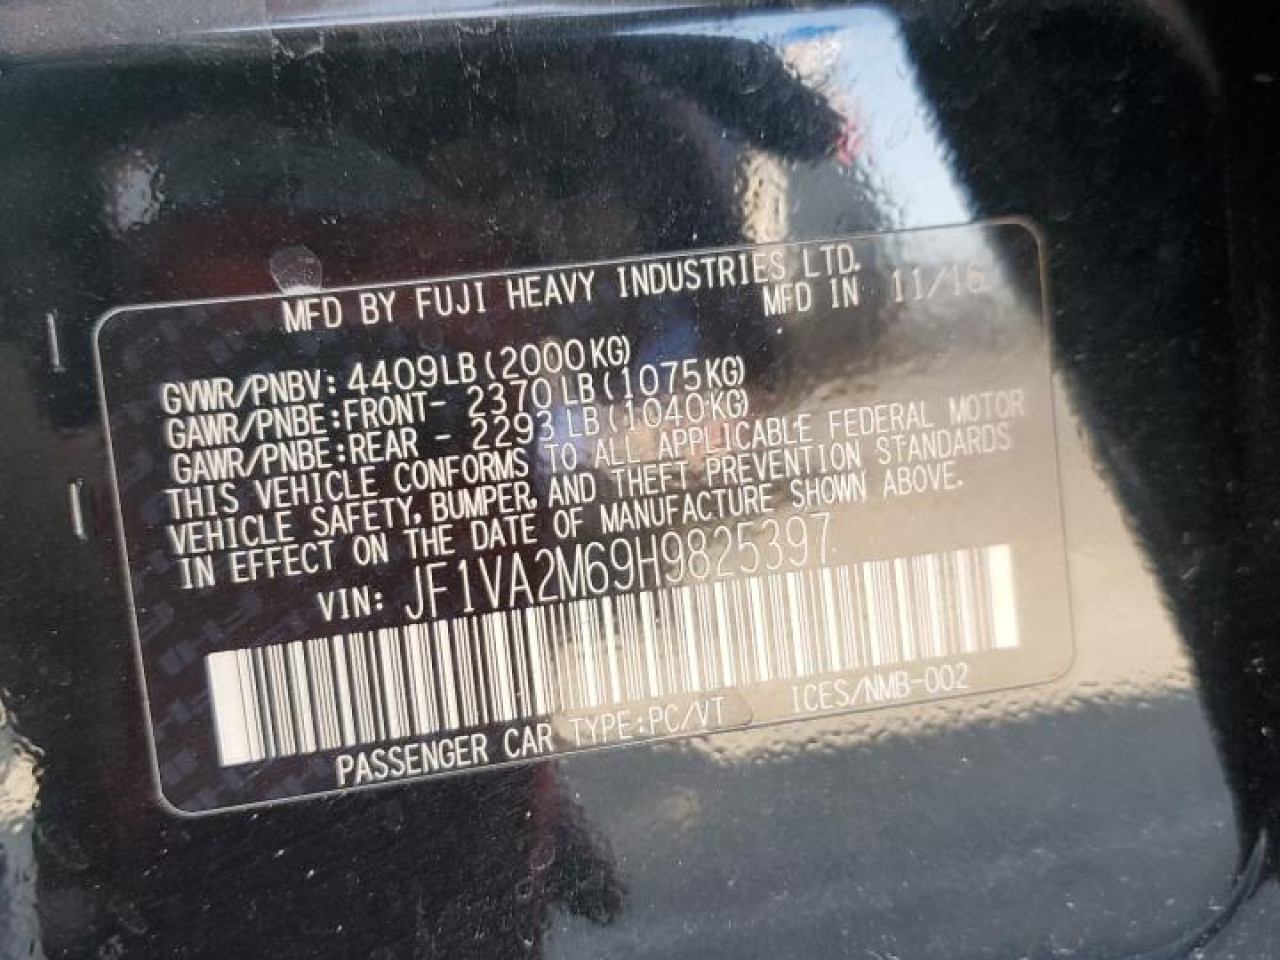 MFD BY FUJI HEAVY INDUSTRIES LTD.
MFD IN 11/16
GVWR/PNBV: 4409LB (2000KG)
GAWR/PNBE:FRONT- 2370 LB (1075KG)
GAWR/PNBE:REAR - 2293 LB (1040KG)
THIS VEHICLE CONFORMS TO ALL APPLICABLE FEDERAL MOTOR
VEHICLE SAFETY, BUMPER, AND THEFT PREVENTION STANDARDS
IN EFFECT ON THE DATE OF MANUFACTURE SHOWN ABOVE.
VIN: JF1VA2M69H9825397
PASSENGER CAR TYPE:PC/VT ICES/NMB-002